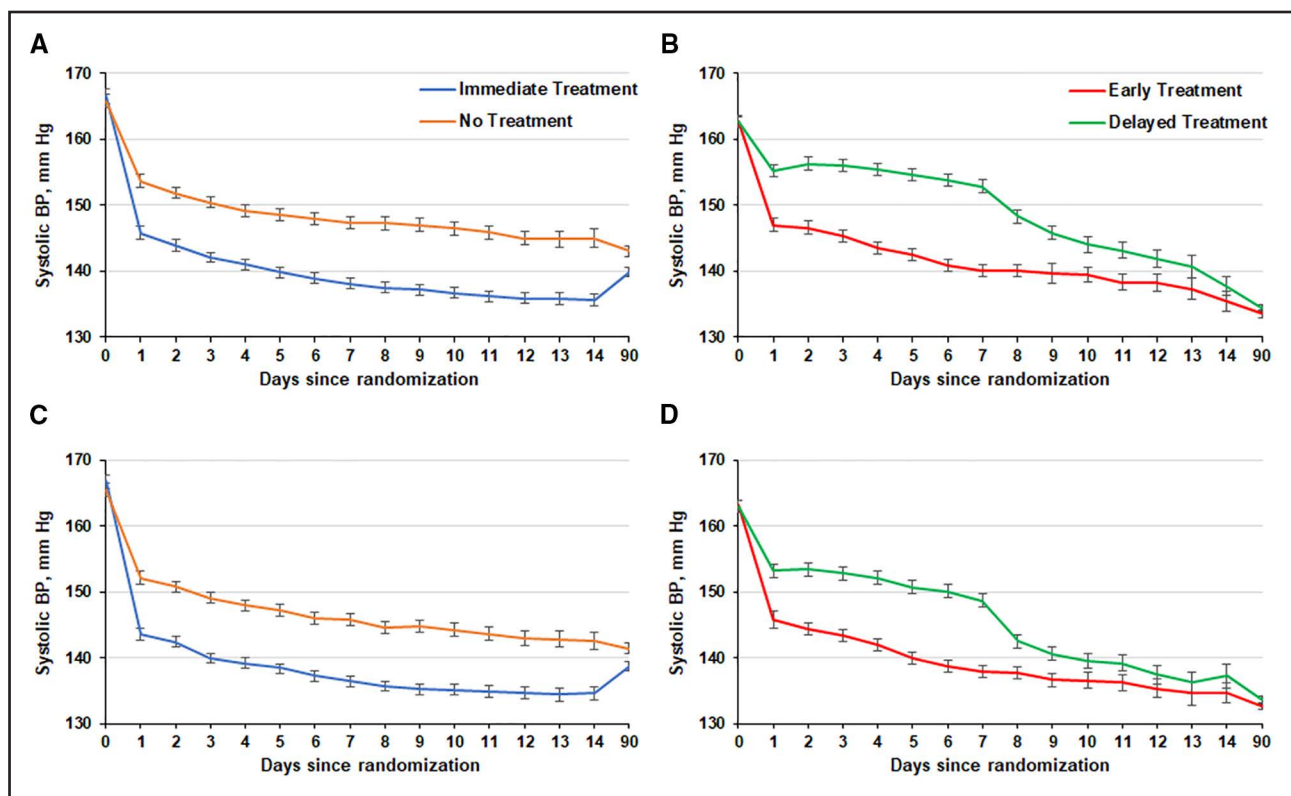 A
170
160
150
140
130
Systolic BP, mm Hg
Immediate Treatment
No Treatment
0 1 2 3 4 5 6 7 8 9 10 11 12 13 14 90
Days since randomization
B
170
160
150
140
130
Systolic BP, mm Hg
Early Treatment
Delayed Treatment
0 1 2 3 4 5 6 7 8 9 10 11 12 13 14 90
Days since randomization
C
170
160
150
140
130
Systolic BP, mm Hg
0 1 2 3 4 5 6 7 8 9 10 11 12 13 14 90
Days since randomization
D
170
160
150
140
130
Systolic BP, mm Hg
0 1 2 3 4 5 6 7 8 9 10 11 12 13 14 90
Days since randomization